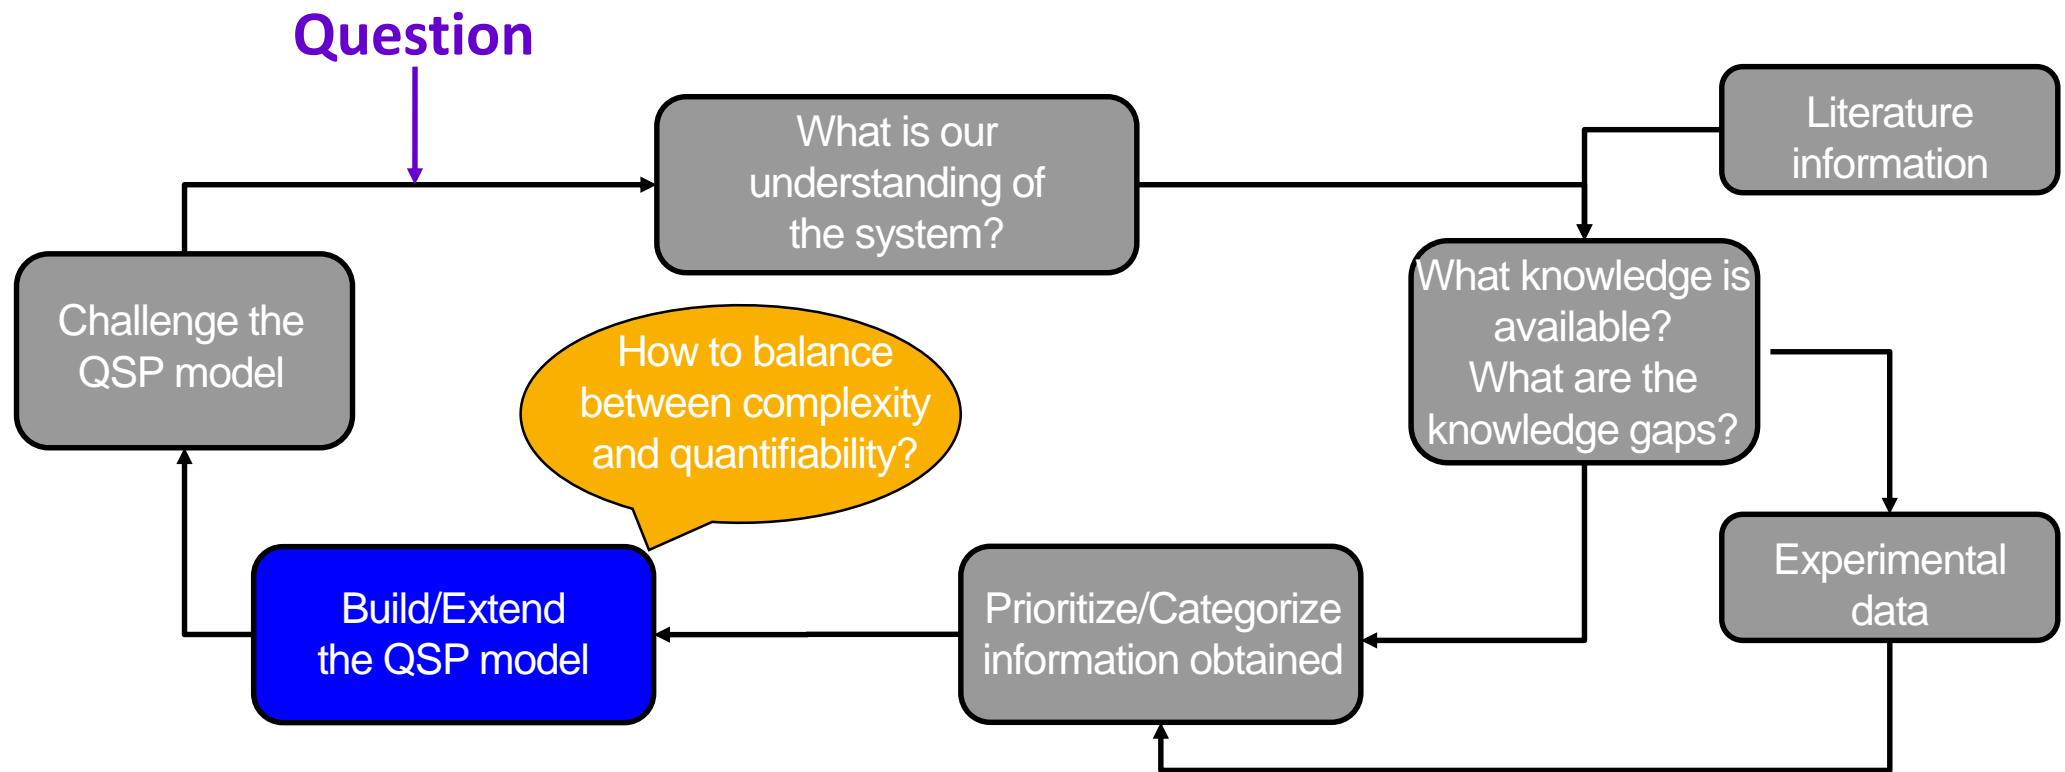 Question
What is our
understanding of
the system?
Literature
information
What knowledge is
available?
What are the
knowledge gaps?
Challenge the
QSP model
How to balance
between complexity
and quantifiability?
Experimental
data
Prioritize/Categorize
information obtained
Build/Extend
the QSP model